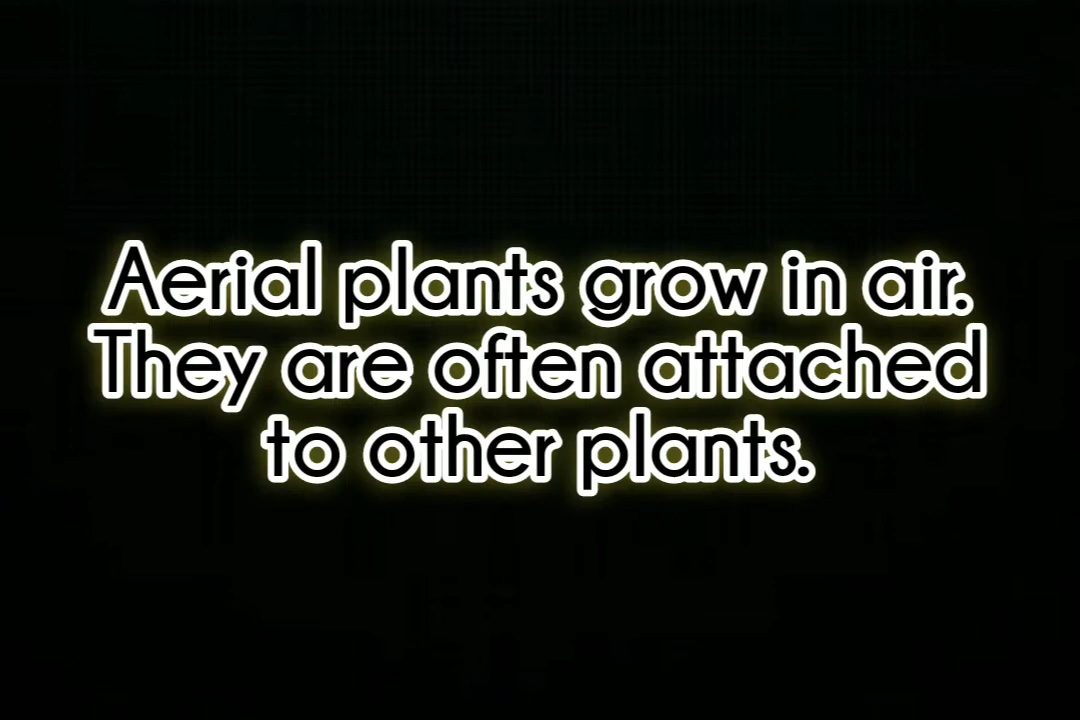 Aerial plants grow in air.
They are often attached
to other plants.